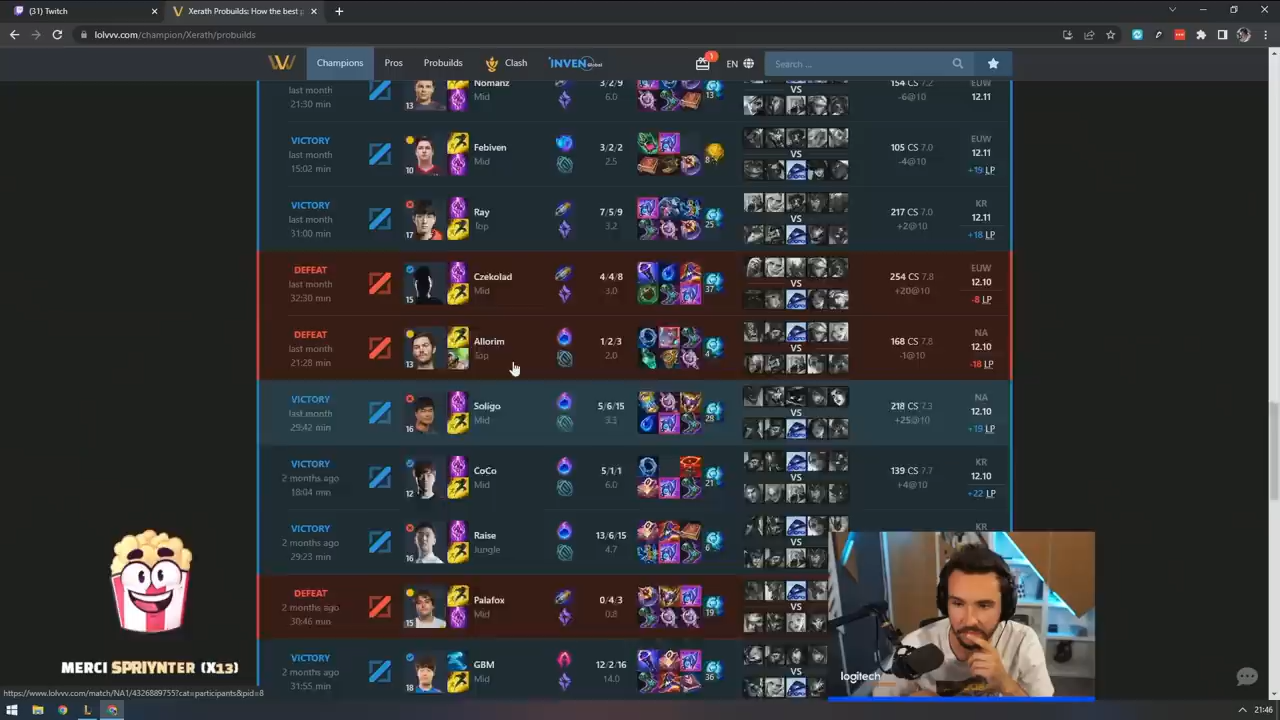 (31) Twitch
Xerath Probuilds: How the best p
lolvvv.com/champion/Xerath/probuilds
Champions Pros Probuilds Clash INVEN Global 1 EN Search ...
Nomanz 3/2/9 154 CS 7.2 EUW
last month Mid 6.0 -6@10 12.11
21:30 min 13 13
VICTORY Febiven 3/2/2 105 CS 7.0 EUW
last month Mid 2.5 VS -4@10 12.11
15:02 min 10 8 +19 LP
VICTORY Ray 7/5/9 217 CS 7.0 KR
last month Top 3.2 VS +2@10 12.11
31:00 min 17 25 +18 LP
DEFEAT Czekolad 4/4/8 254 CS 7.8 EUW
last month Mid 3.0 VS +20@10 12.10
32:30 min 15 37 -8 LP
DEFEAT Allorim 1/2/3 168 CS 7.8 NA
last month Top 2.0 VS -1@10 12.10
21:28 min 13 4 -18 LP
VICTORY Soligo 5/6/15 218 CS 7.3 NA
last month Mid 3.3 VS +25@10 12.10
29:42 min 16 28 +19 LP
VICTORY CoCo 5/1/1 139 CS 7.7 KR
2 months ago Mid 6.0 VS +4@10 12.10
18:04 min 12 21 +22 LP
VICTORY Raise 13/6/15 KR
2 months ago Jungle 4.7 VS
29:23 min 16 6
DEFEAT Palafox 0/4/3
2 months ago Mid 0.8 VS
30:46 min 15 19
VICTORY GBM 12/2/16
2 months ago Mid 14.0 VS
31:55 min 18 36
MERCI SPRIYNTER (X13)
logitech
https://www.lolvvv.com/match/NA1/4326889755?cat=participants&pid=8
21:46